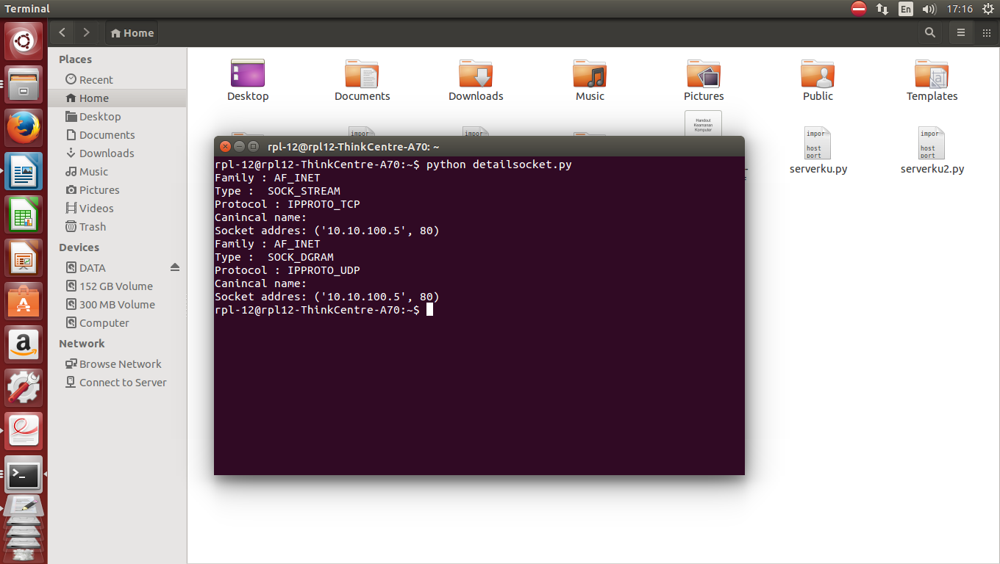 Terminal
En
17:16
Home
Places
Recent
Home
Desktop
Documents
Downloads
Music
Pictures
Videos
Trash
Devices
DATA
152 GB Volume
300 MB Volume
Computer
Network
Browse Network
Connect to Server
Desktop
Documents
Downloads
Music
Pictures
Public
Templates
impor
impor
Handout
Keamanan
Komputer
impor
host
port
impor
host
port
serverku.py
serverku2.py
rpl-12@rpl12-ThinkCentre-A70: ~
rpl-12@rpl12-ThinkCentre-A70:~$ python detailsocket.py
Family : AF_INET
Type :  SOCK_STREAM
Protocol : IPPROTO_TCP
Canincal name:
Socket addres: ('10.10.100.5', 80)
Family : AF_INET
Type :  SOCK_DGRAM
Protocol : IPPROTO_UDP
Canincal name:
Socket addres: ('10.10.100.5', 80)
rpl-12@rpl12-ThinkCentre-A70:~$